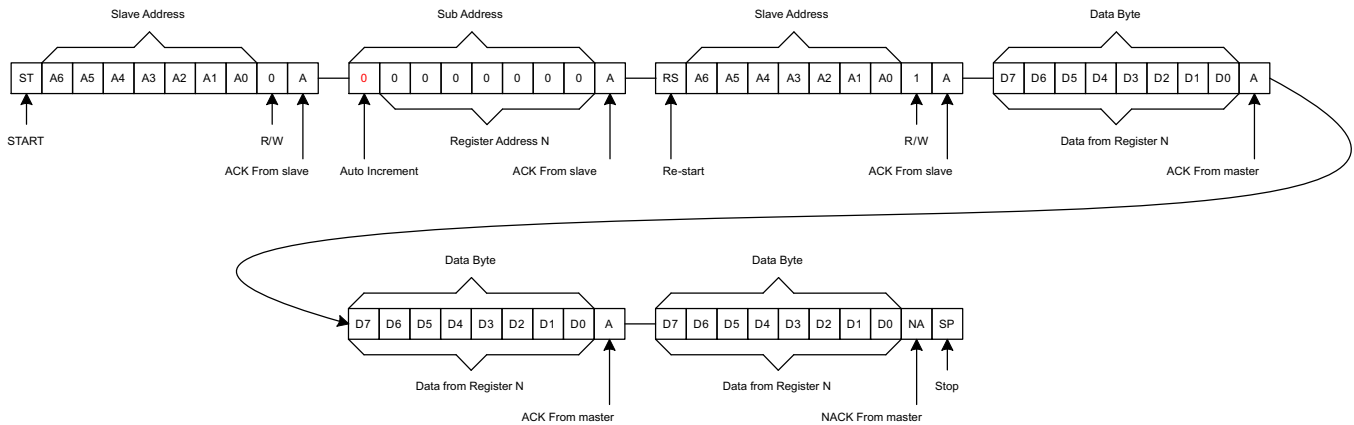 Slave Address Sub Address Slave Address Data Byte
ST A6 A5 A4 A3 A2 A1 A0 0 A 0 0 0 0 0 0 0 0 A RS A6 A5 A4 A3 A2 A1 A0 1 A D7 D6 D5 D4 D3 D2 D1 D0 A
START R/W Register Address N R/W Data from Register N
ACK From slave Auto Increment ACK From slave Re-start ACK From slave ACK From master
Data Byte Data Byte
D7 D6 D5 D4 D3 D2 D1 D0 A D7 D6 D5 D4 D3 D2 D1 D0 NA SP
Data from Register N Data from Register N Stop
ACK From master NACK From master